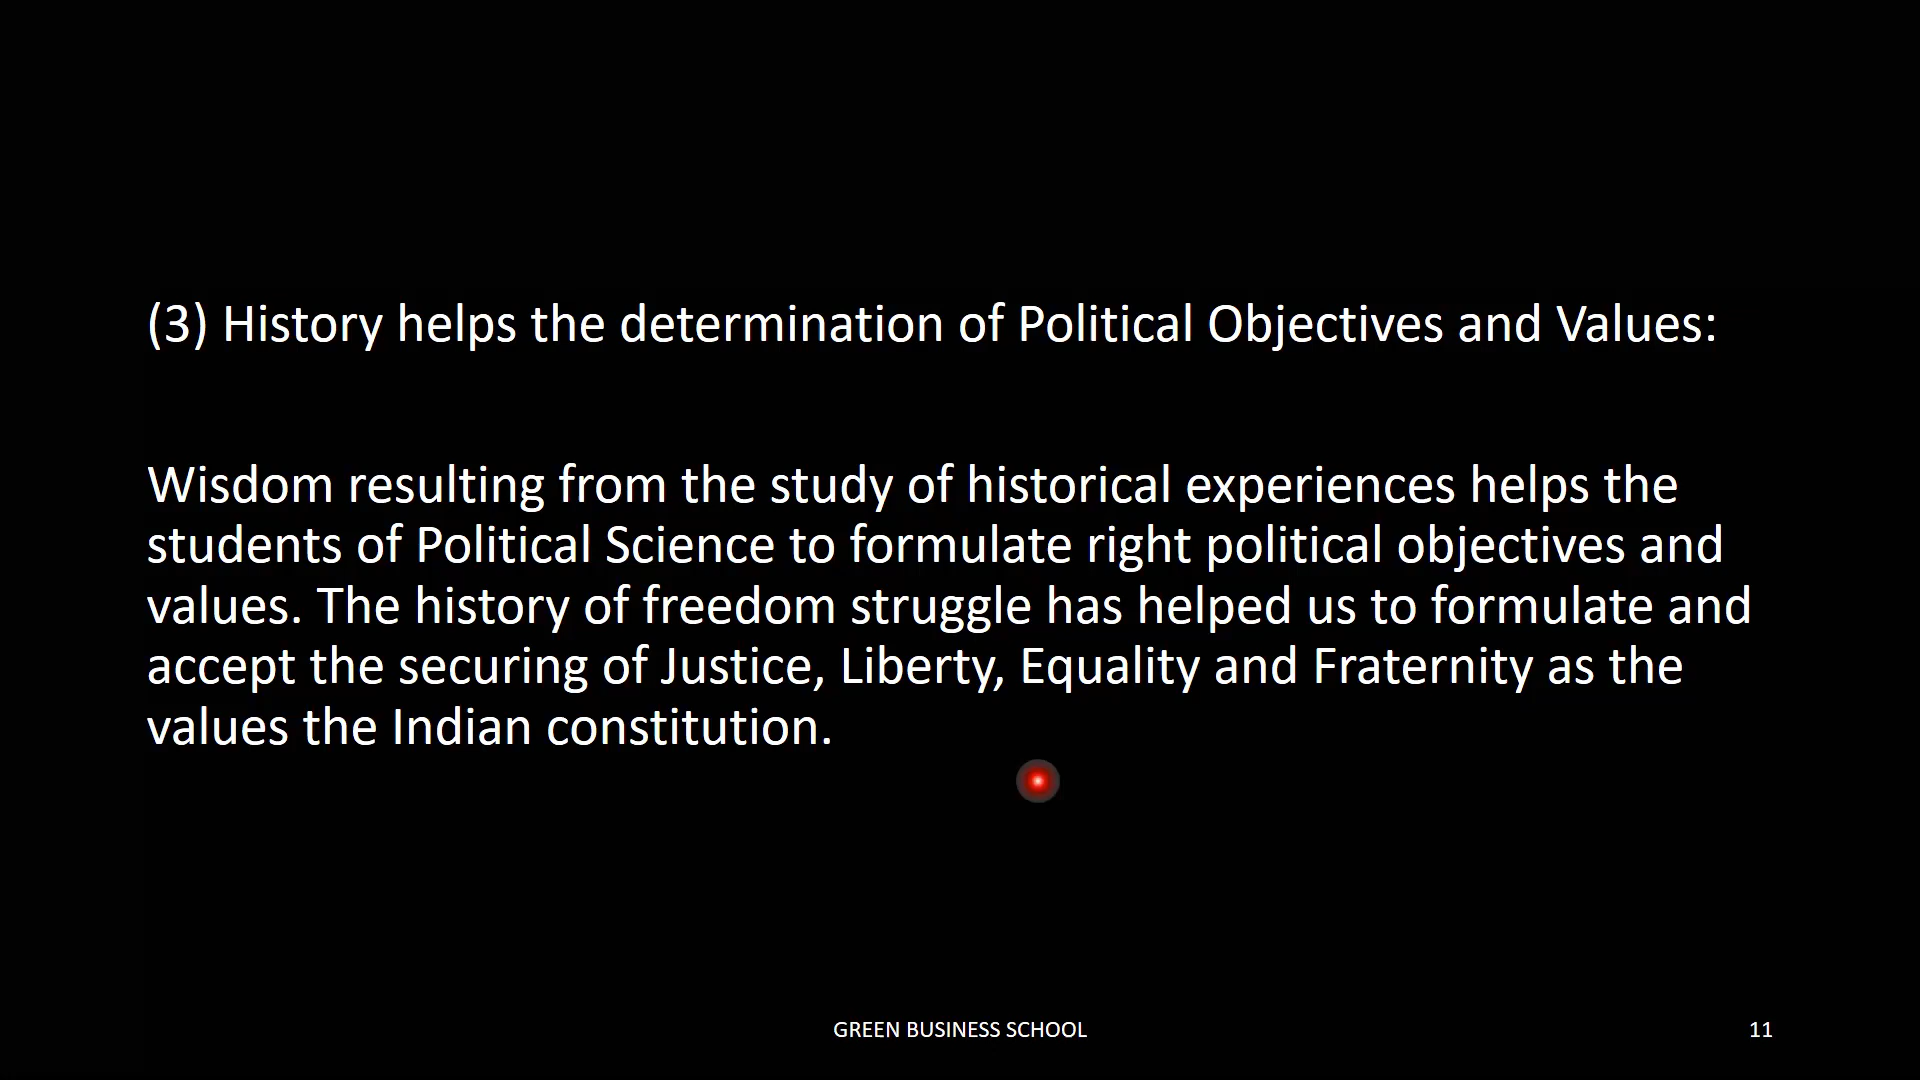 (3) History helps the determination of Political Objectives and Values:
Wisdom resulting from the study of historical experiences helps the
students of Political Science to formulate right political objectives and
values. The history of freedom struggle has helped us to formulate and
accept the securing of Justice, Liberty, Equality and Fraternity as the
values the Indian constitution.
GREEN BUSINESS SCHOOL
11